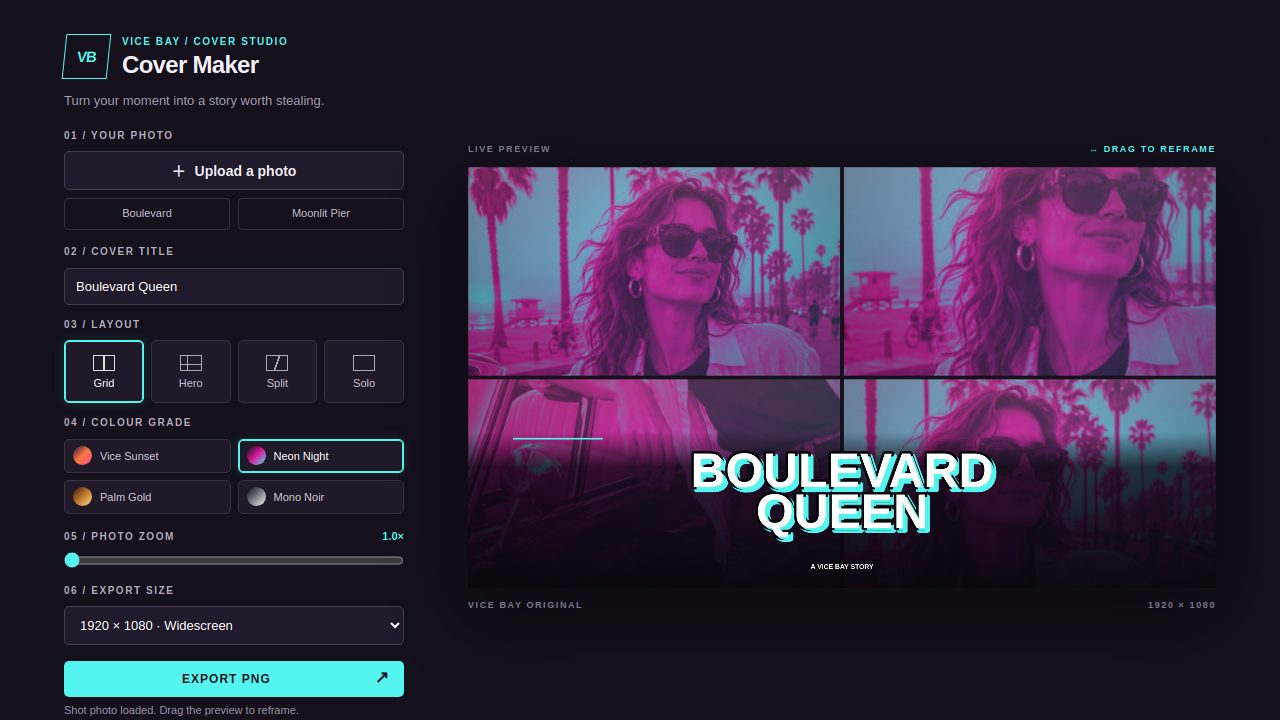 VB
VICE BAY / COVER STUDIO
Cover Maker
Turn your moment into a story worth stealing.
01 / YOUR PHOTO
+ Upload a photo
Boulevard
Moonlit Pier
02 / COVER TITLE
Boulevard Queen
03 / LAYOUT
Grid
Hero
Split
Solo
04 / COLOUR GRADE
Vice Sunset
Neon Night
Palm Gold
Mono Noir
05 / PHOTO ZOOM
1.0×
06 / EXPORT SIZE
1920 × 1080 · Widescreen
EXPORT PNG ↗
Shot photo loaded. Drag the preview to reframe.
LIVE PREVIEW
↔ DRAG TO REFRAME
BOULEVARD
QUEEN
A VICE BAY STORY
VICE BAY ORIGINAL
1920 × 1080